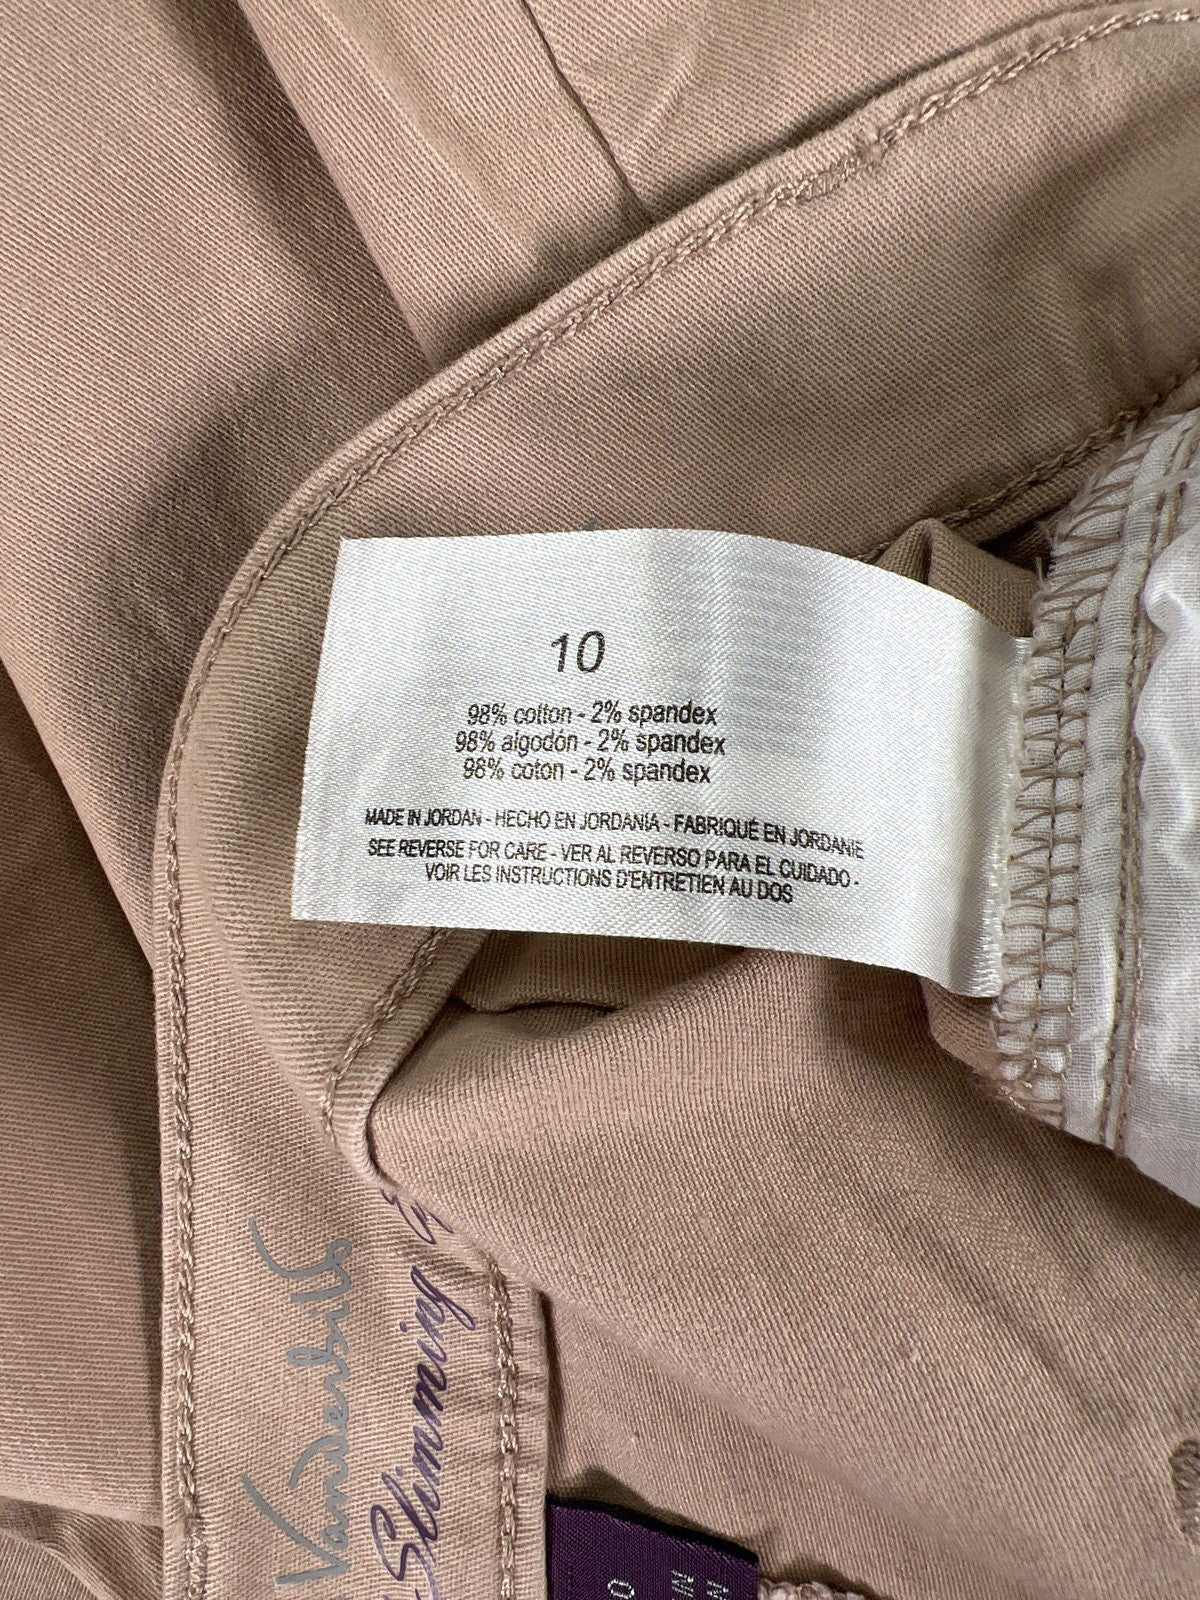 10
98% cotton - 2% spandex
98% algodón - 2% spandex
98% coton - 2% spandex
MADE IN JORDAN - HECHO EN JORDANIA - FABRIQUÉ EN JORDANIE
SEE REVERSE FOR CARE - VER AL REVERSO PARA EL CUIDADO -
VOIR LES INSTRUCTIONS D'ENTRETIEN AU DOS
Vanderbilt
Slimming